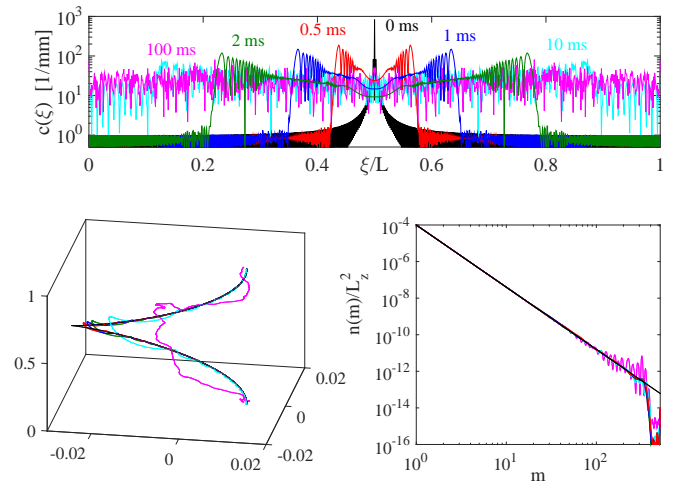 0 ms
0.5 ms
1 ms
2 ms
10 ms
100 ms
c(ξ) [1/mm]
10³
10²
10¹
10⁰
0 0.2 0.4 0.6 0.8 1
ξ/L
1
0.5
0
-0.02 0 0.02
-0.02 0 0.02
n(m)/L_z²
10⁻⁴
10⁻⁶
10⁻⁸
10⁻¹⁰
10⁻¹²
10⁻¹⁴
10⁻¹⁶
10⁰ 10¹ 10²
m